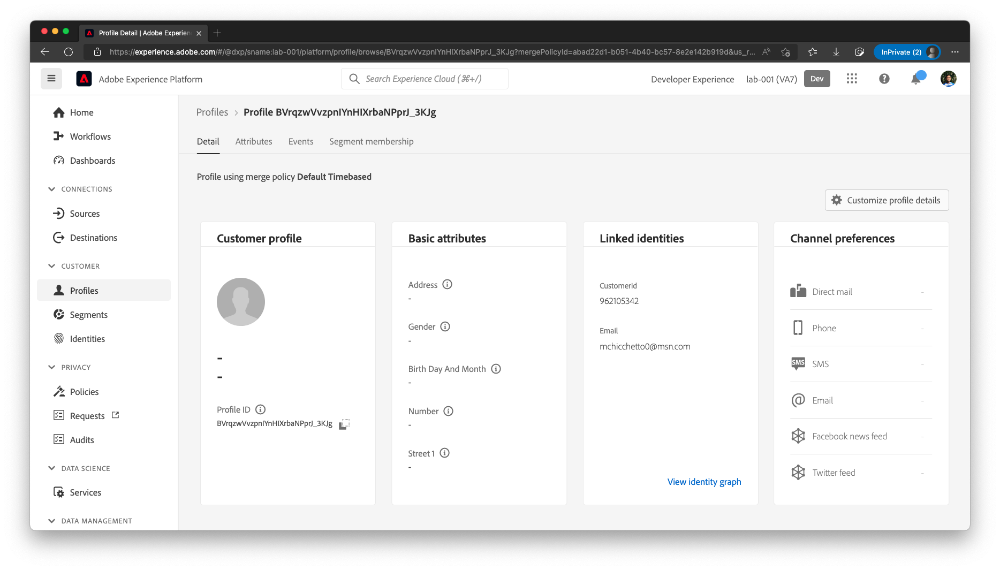 Profile Detail | Adobe Experien
https://experience.adobe.com/#/@dxp/sname:lab-001/platform/profile/browse/BVrqzwVvzpnIYnHIXrbaNPprJ_3KJg?mergePolicyId=abad22d1-b051-4b40-bc57-8e2e142b919d&us_r...
InPrivate (2)
Adobe Experience Platform
Search Experience Cloud (⌘+/)
Developer Experience
lab-001 (VA7)
Dev
Home
Workflows
Dashboards
CONNECTIONS
Sources
Destinations
CUSTOMER
Profiles
Segments
Identities
PRIVACY
Policies
Requests
Audits
DATA SCIENCE
Services
DATA MANAGEMENT
Profiles > Profile BVrqzwVvzpnIYnHIXrbaNPprJ_3KJg
Detail Attributes Events Segment membership
Profile using merge policy Default Timebased
Customize profile details
Customer profile
-
-
Profile ID
BVrqzwVvzpnIYnHIXrbaNPprJ_3KJg
Basic attributes
Address
-
Gender
-
Birth Day And Month
-
Number
-
Street 1
-
Linked identities
Customerid
962105342
Email
mchicchetto0@msn.com
View identity graph
Channel preferences
Direct mail -
Phone -
SMS SMS -
Email -
Facebook news feed -
Twitter feed -